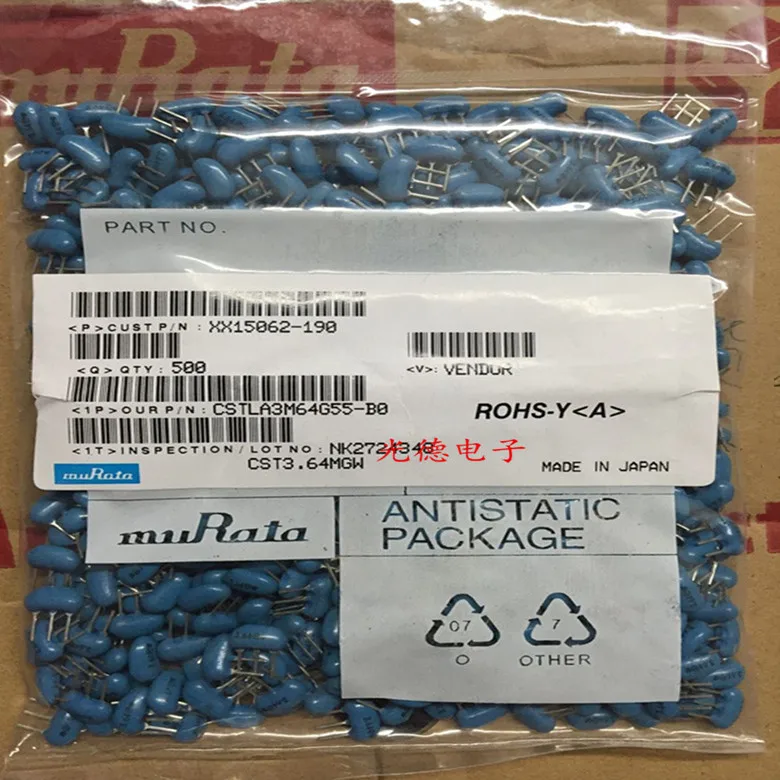 muRata
PART NO.
<P>CUST P/N : XX15062-190
<Q> QTY : 500
<V>: VENDOR
<1P>OUR P/N: CSTLA3M64G55-B0
ROHS-Y<A>
<1T>INSPECTION/LOT NO: NK2724348
光德电子
CST3.64MGW
muRata
MADE IN JAPAN
muRata
ANTISTATIC
PACKAGE
07
7
O
OTHER